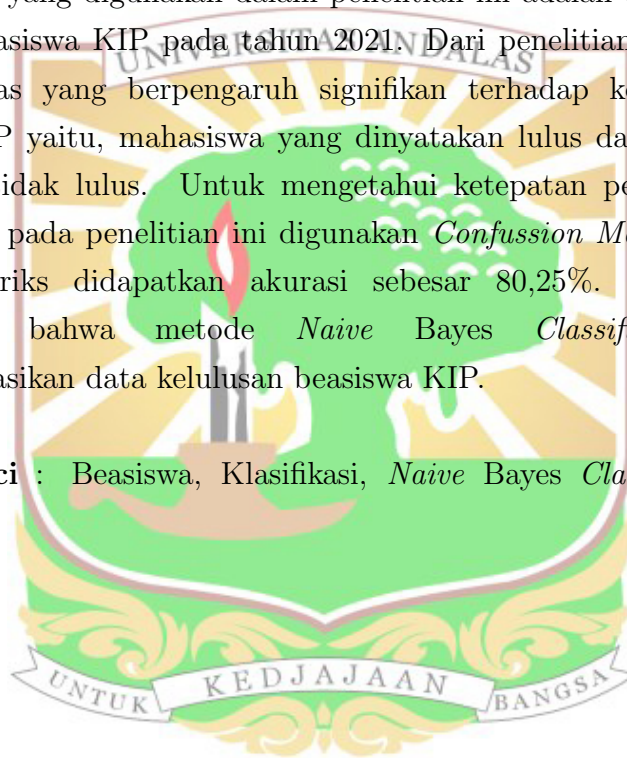 yang digunakan dalam penelitian ini adalah
asiswa KIP pada tahun 2021. Dari penelitian
UNIVERSITAS ANDALAS
as yang berpengaruh signifikan terhadap ke
P yaitu, mahasiswa yang dinyatakan lulus da
idak lulus. Untuk mengetahui ketepatan pe
pada penelitian ini digunakan Confussion M
riks didapatkan akurasi sebesar 80,25%.
bahwa metode Naive Bayes Classif
asikan data kelulusan beasiswa KIP.
ci : Beasiswa, Klasifikasi, Naive Bayes Cla
UNTUK KEDJAJAAN BANGSA